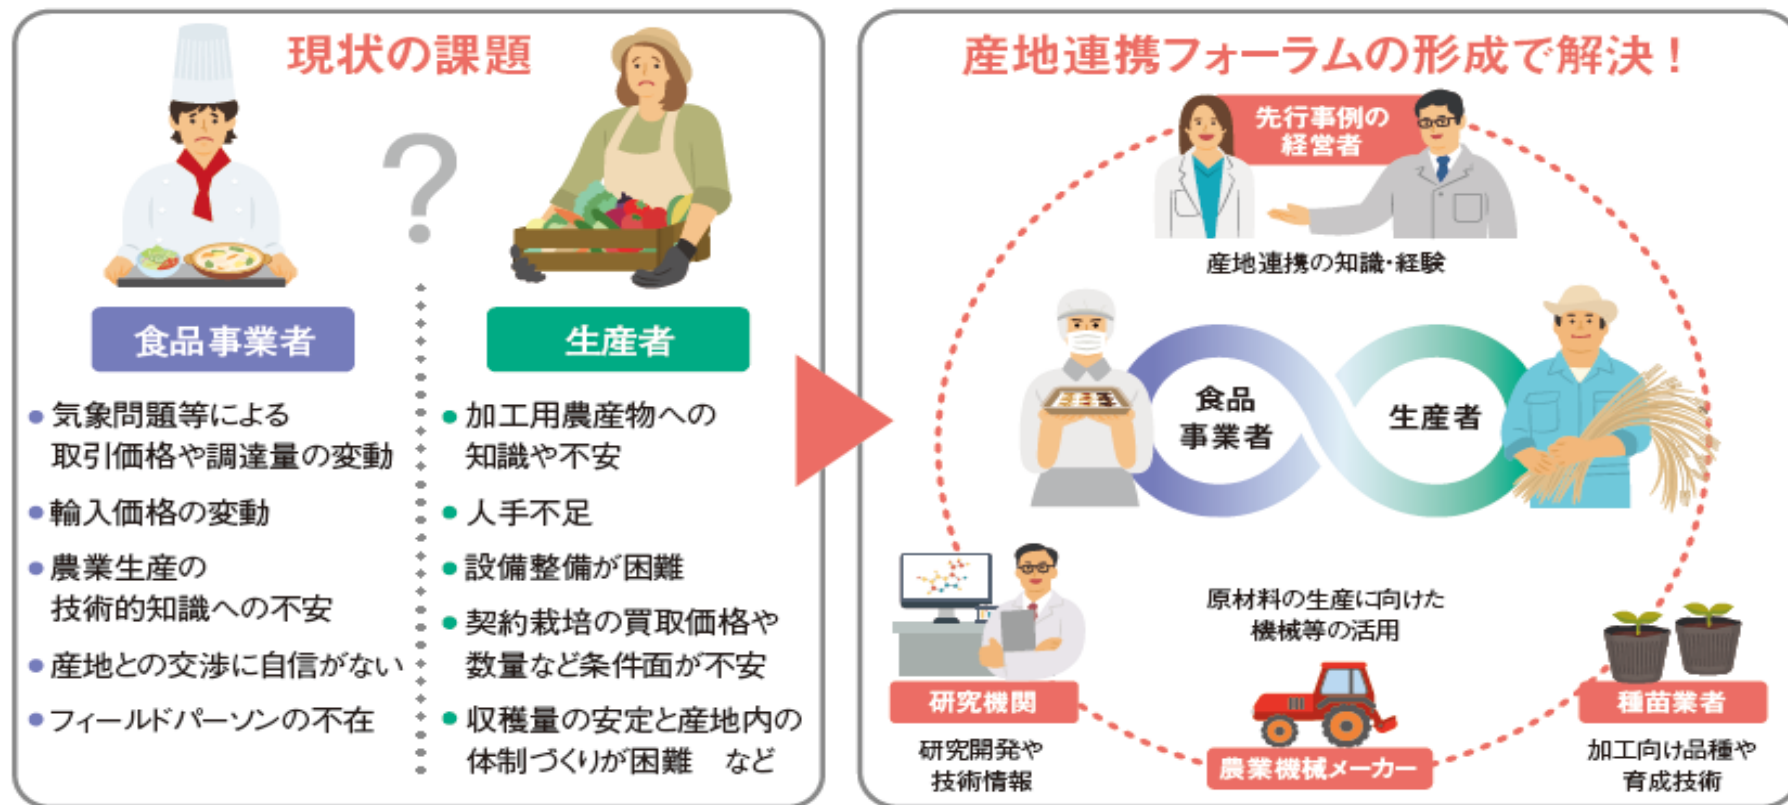 現状の課題
?
食品事業者
・気象問題等による
取引価格や調達量の変動
・輸入価格の変動
・農業生産の
技術的知識への不安
・産地との交渉に自信がない
・フィールドパーソンの不在
生産者
・加工用農産物への
知識や不安
・人手不足
・設備整備が困難
・契約栽培の買取価格や
数量など条件面が不安
・収穫量の安定と産地内の
体制づくりが困難　など
産地連携フォーラムの形成で解決！
先行事例の
経営者
産地連携の知識・経験
食品
事業者
生産者
研究機関
研究開発や
技術情報
原材料の生産に向けた
機械等の活用
農業機械メーカー
種苗業者
加工向け品種や
育成技術